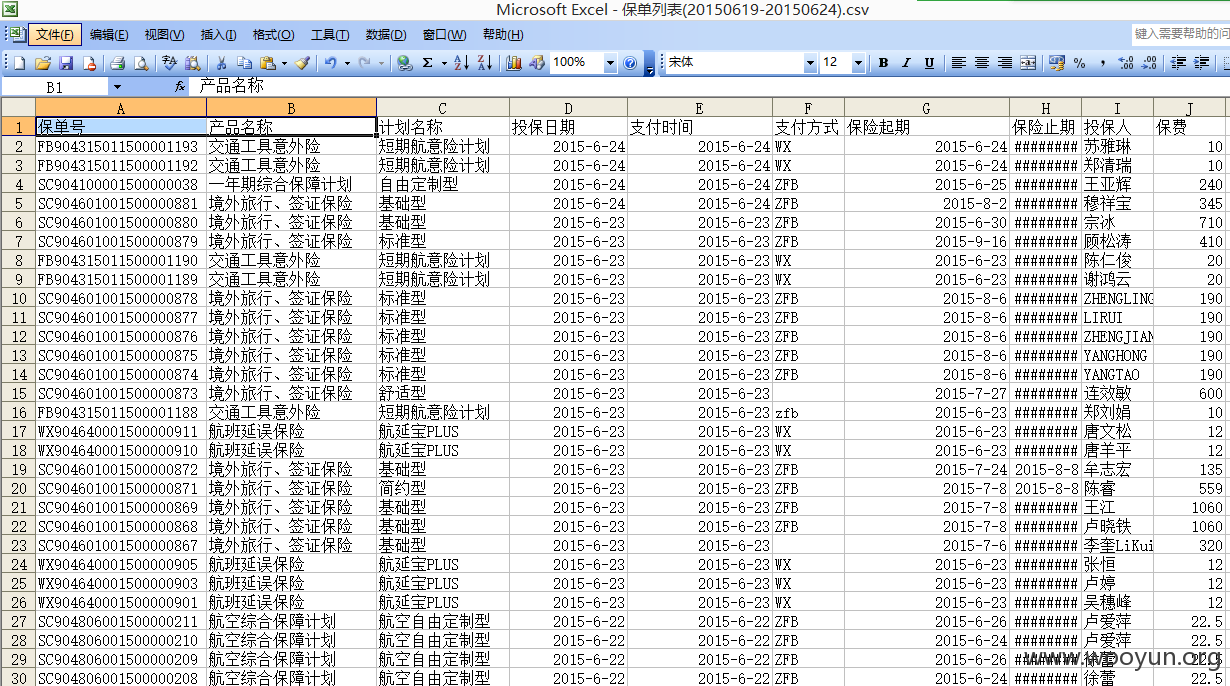 Microsoft Excel - 保单列表(20150619-20150624).csv
文件(F) 编辑(E) 视图(V) 插入(I) 格式(O) 工具(T) 数据(D) 窗口(W) 帮助(H) 键入需要帮助的问
100% 宋体 12 B I U
B1 fx 产品名称
A B C D E F G H I J
1 保单号 产品名称 计划名称 投保日期 支付时间 支付方式 保险起期 保险止期 投保人 保费
2 FB904315011500001193 交通工具意外险 短期航意险计划 2015-6-24 2015-6-24 WX 2015-6-24 ######## 苏雅琳 10
3 FB904315011500001192 交通工具意外险 短期航意险计划 2015-6-24 2015-6-24 WX 2015-6-24 ######## 郑清瑞 10
4 SC904100001500000038 一年期综合保障计划 自由定制型 2015-6-24 2015-6-24 ZFB 2015-6-25 ######## 王亚辉 240
5 SC904601001500000881 境外旅行、签证保险 基础型 2015-6-24 2015-6-24 ZFB 2015-8-2 ######## 穆祥宝 345
6 SC904601001500000880 境外旅行、签证保险 基础型 2015-6-23 2015-6-23 ZFB 2015-6-30 ######## 宗冰 710
7 SC904601001500000879 境外旅行、签证保险 标准型 2015-6-23 2015-6-23 ZFB 2015-9-16 ######## 顾松涛 410
8 FB904315011500001190 交通工具意外险 短期航意险计划 2015-6-23 2015-6-23 WX 2015-6-23 ######## 陈仁俊 20
9 FB904315011500001189 交通工具意外险 短期航意险计划 2015-6-23 2015-6-23 WX 2015-6-23 ######## 谢鸿云 20
10 SC904601001500000878 境外旅行、签证保险 标准型 2015-6-23 2015-6-23 ZFB 2015-8-6 ######## ZHENGLING 190
11 SC904601001500000877 境外旅行、签证保险 标准型 2015-6-23 2015-6-23 ZFB 2015-8-6 ######## LIRUI 190
12 SC904601001500000876 境外旅行、签证保险 标准型 2015-6-23 2015-6-23 ZFB 2015-8-6 ######## ZHENGJIAN 190
13 SC904601001500000875 境外旅行、签证保险 标准型 2015-6-23 2015-6-23 ZFB 2015-8-6 ######## YANGHONG 190
14 SC904601001500000874 境外旅行、签证保险 标准型 2015-6-23 2015-6-23 ZFB 2015-8-6 ######## YANGTAO 190
15 SC904601001500000873 境外旅行、签证保险 舒适型 2015-6-23 2015-6-23 2015-7-27 ######## 连效敏 600
16 FB904315011500001188 交通工具意外险 短期航意险计划 2015-6-23 2015-6-23 zfb 2015-6-23 ######## 郑刘娟 10
17 WX904640001500000911 航班延误保险 航延宝PLUS 2015-6-23 2015-6-23 WX 2015-6-23 ######## 唐文松 12
18 WX904640001500000910 航班延误保险 航延宝PLUS 2015-6-23 2015-6-23 WX 2015-6-23 ######## 唐羊平 12
19 SC904601001500000872 境外旅行、签证保险 基础型 2015-6-23 2015-6-23 ZFB 2015-7-24 2015-8-8 牟志宏 135
20 SC904601001500000871 境外旅行、签证保险 简约型 2015-6-23 2015-6-23 ZFB 2015-7-8 2015-8-8 陈睿 559
21 SC904601001500000869 境外旅行、签证保险 基础型 2015-6-23 2015-6-23 ZFB 2015-7-8 ######## 王江 1060
22 SC904601001500000868 境外旅行、签证保险 基础型 2015-6-23 2015-6-23 ZFB 2015-7-8 ######## 卢晓铁 1060
23 SC904601001500000867 境外旅行、签证保险 基础型 2015-6-23 2015-6-23 2015-7-6 ######## 李奎LiKui 320
24 WX904640001500000905 航班延误保险 航延宝PLUS 2015-6-23 2015-6-23 WX 2015-6-23 ######## 张恒 12
25 WX904640001500000903 航班延误保险 航延宝PLUS 2015-6-23 2015-6-23 WX 2015-6-23 ######## 卢婷 12
26 WX904640001500000901 航班延误保险 航延宝PLUS 2015-6-23 2015-6-23 WX 2015-6-23 ######## 吴穗峰 12
27 SC904806001500000211 航空综合保障计划 航空自由定制型 2015-6-22 2015-6-22 ZFB 2015-6-26 ######## 卢爱萍 22.5
28 SC904806001500000210 航空综合保障计划 航空自由定制型 2015-6-22 2015-6-22 ZFB 2015-6-24 ######## 卢爱萍 22.5
29 SC904806001500000209 航空综合保障计划 航空自由定制型 2015-6-22 2015-6-22 ZFB 2015-6-26 ########
30 SC904806001500000208 航空综合保障计划 航空自由定制型 2015-6-22 2015-6-22 ZFB 2015-6-24 ######## 徐蕾 22.5
www.wooyun.org